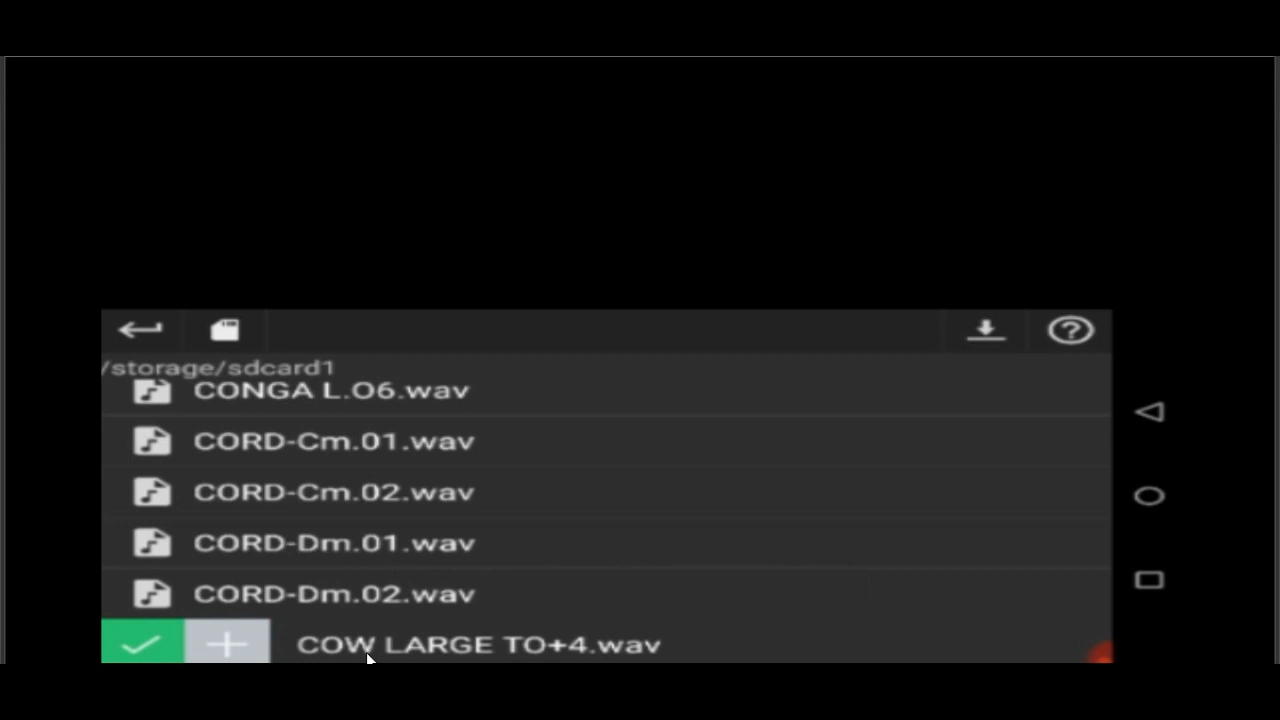 /storage/sdcard1
CONGA L.O6.wav
CORD-Cm.01.wav
CORD-Cm.02.wav
CORD-Dm.01.wav
CORD-Dm.02.wav
COW LARGE TO+4.wav